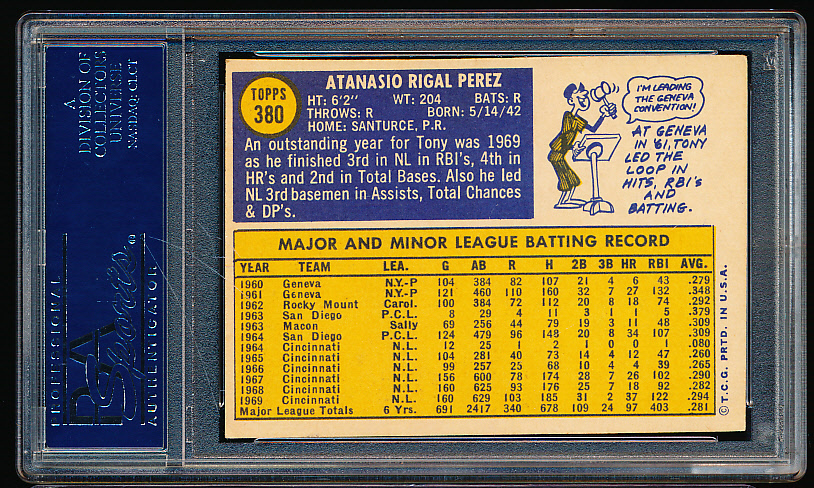 A
DIVISION OF
COLLECTORS
UNIVERSE
NASDAQ: CLCT
PROFESSIONAL
PSA
Sports
®
AUTHENTICATOR
TOPPS
380
ATANASIO RIGAL PEREZ
HT: 6'2" WT: 204 BATS: R
THROWS: R BORN: 5/14/42
HOME: SANTURCE, P.R.
An outstanding year for Tony was 1969
as he finished 3rd in NL in RBI's, 4th in
HR's and 2nd in Total Bases. Also he led
NL 3rd basemen in Assists, Total Chances
& DP's.
I'M LEADING
THE GENEVA
CONVENTION!
AT GENEVA
IN '61, TONY
LED THE
LOOP IN
HITS, RBI'S
AND
BATTING.
MAJOR AND MINOR LEAGUE BATTING RECORD
YEAR TEAM LEA. G AB R H 2B 3B HR RBI AVG.
1960 Geneva N.Y.-P 104 384 82 107 21 4 6 43 .279
1961 Geneva N.Y.-P 121 460 110 160 32 7 27 132 .348
1962 Rocky Mount Carol. 100 384 72 112 20 8 18 74 .292
1963 San Diego P.C.L. 8 29 4 11 3 1 1 5 .379
1963 Macon Sally 69 256 44 79 19 3 11 48 .309
1964 San Diego P.C.L. 124 479 96 148 20 8 34 107 .309
1964 Cincinnati N.L. 12 25 1 2 1 0 0 1 .080
1965 Cincinnati N.L. 104 281 40 73 14 4 12 47 .260
1966 Cincinnati N.L. 99 257 25 68 10 4 4 39 .265
1967 Cincinnati N.L. 156 600 78 174 28 7 26 102 .290
1968 Cincinnati N.L. 160 625 93 176 25 7 18 92 .282
1969 Cincinnati N.L. 160 629 103 185 31 2 37 122 .294
Major League Totals 6 Yrs. 691 2417 340 678 109 24 97 403 .281
© T.C.G. PRTD. IN U.S.A.